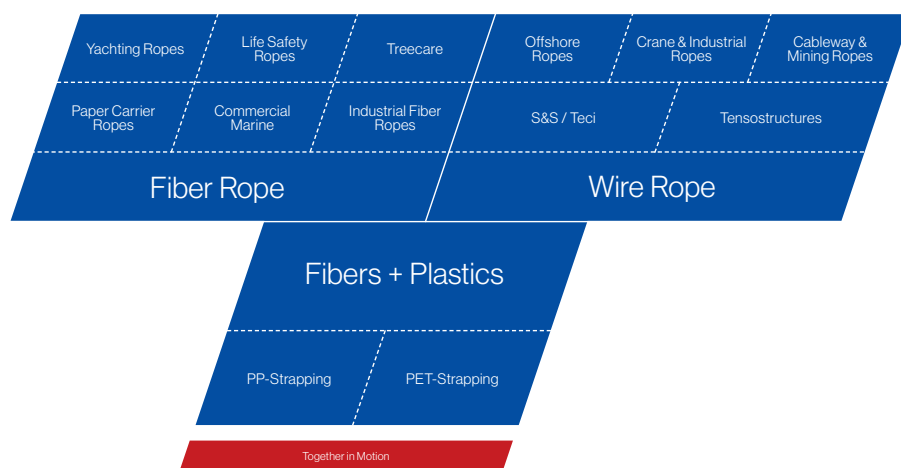 Yachting Ropes
Life Safety
Ropes
Treecare
Offshore
Ropes
Crane & Industrial
Ropes
Cableway &
Mining Ropes
Paper Carrier
Ropes
Commercial
Marine
Industrial Fiber
Ropes
S&S / Teci
Tensostructures
Fiber Rope
Wire Rope
Fibers + Plastics
PP-Strapping
PET-Strapping
Together in Motion